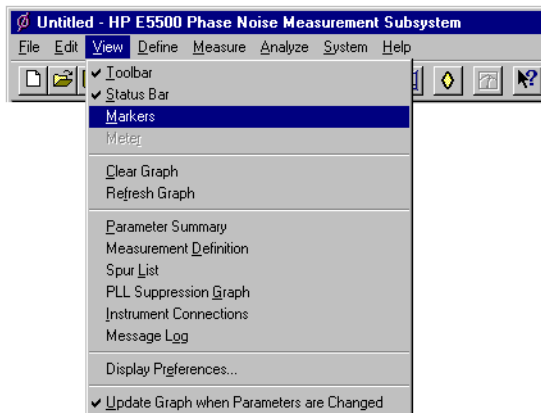 Untitled - HP E5500 Phase Noise Measurement Subsystem
File Edit View Define Measure Analyze System Help
Toolbar
Status Bar
Markers
Meter
Clear Graph
Refresh Graph
Parameter Summary
Measurement Definition
Spur List
PLL Suppression Graph
Instrument Connections
Message Log
Display Preferences...
Update Graph when Parameters are Changed